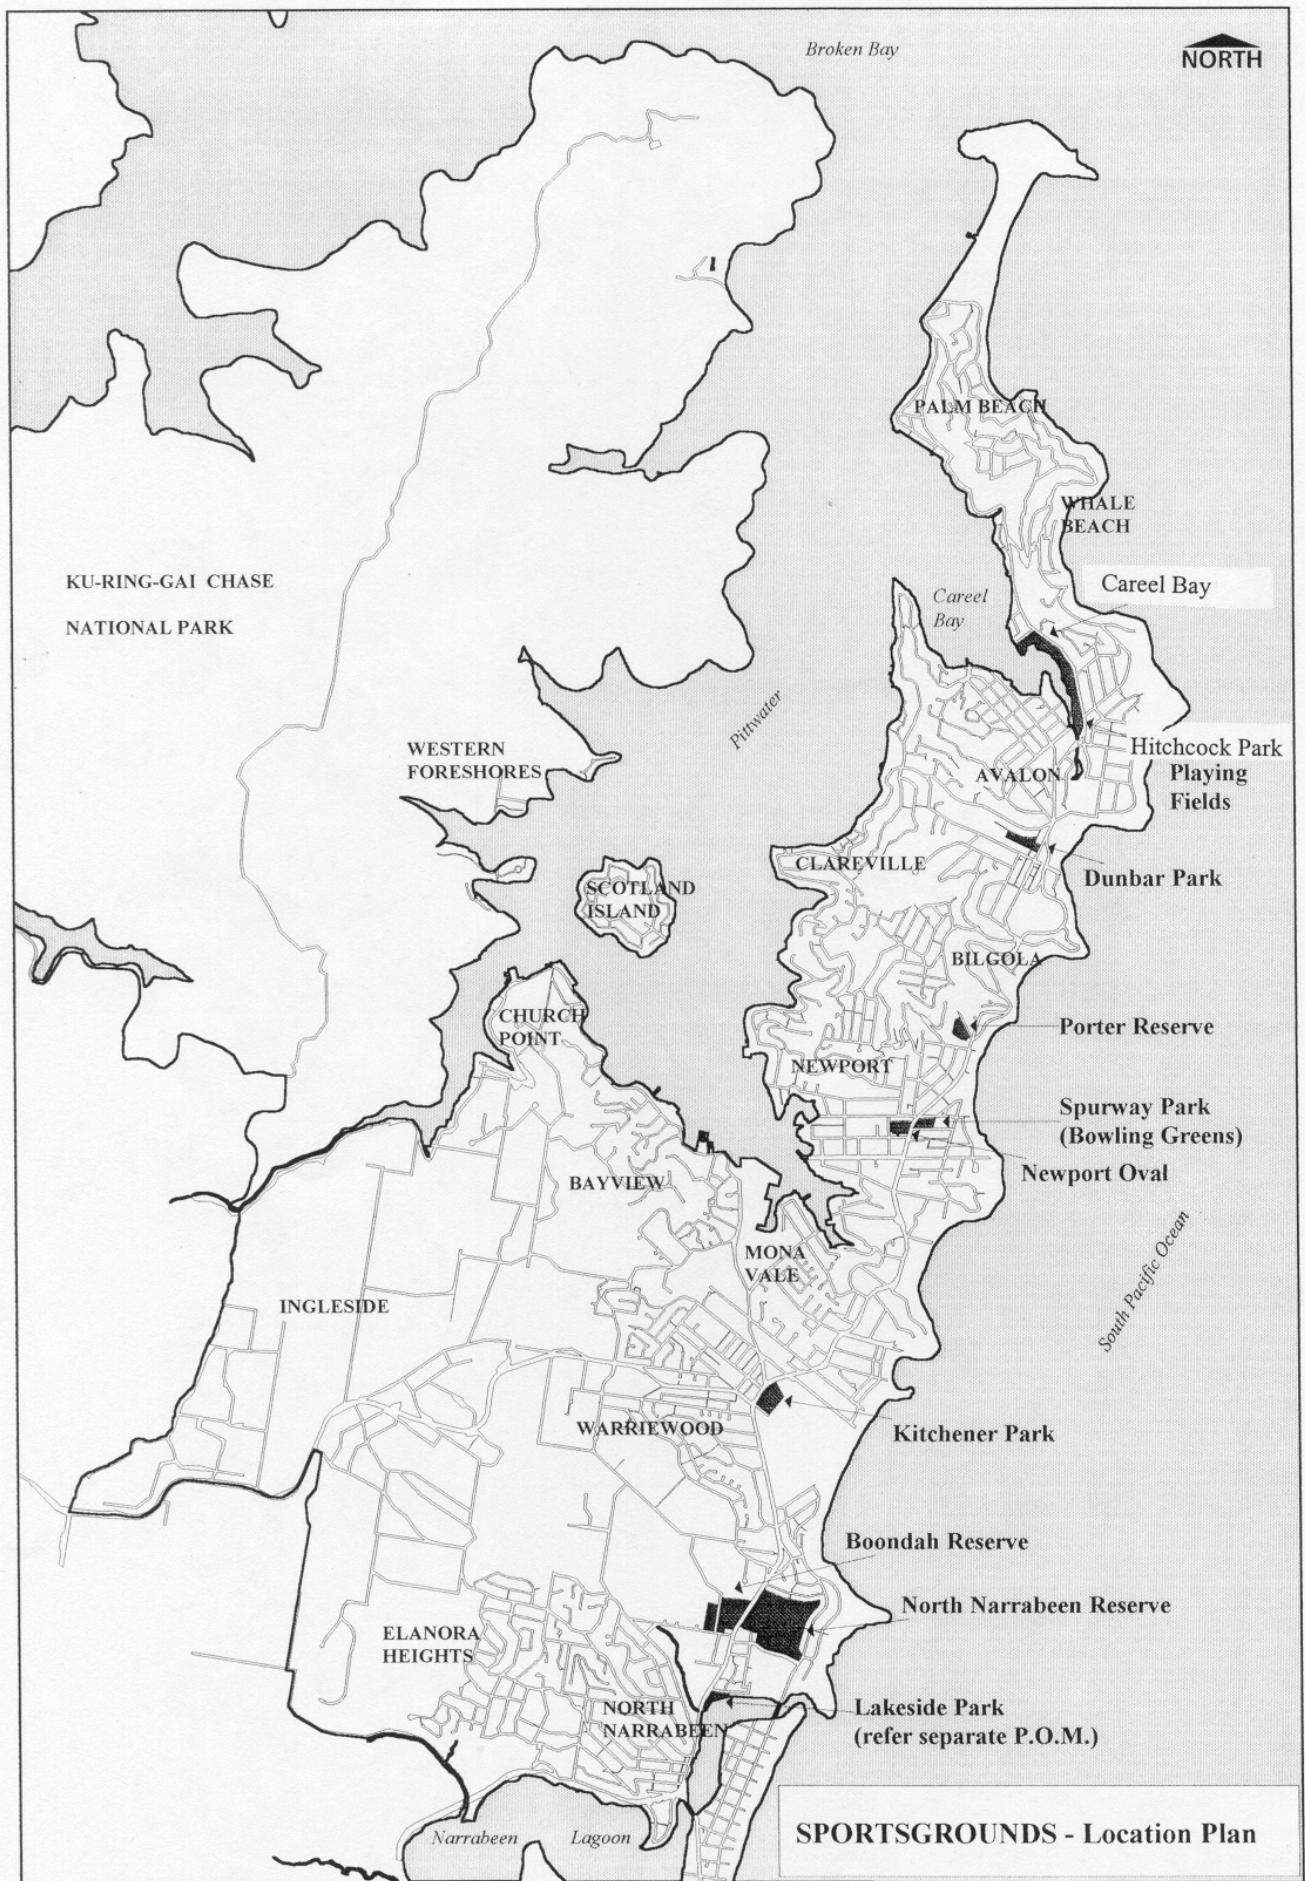 Broken Bay
NORTH
PALM BEACH
WHALE
BEACH
KU-RING-GAI CHASE
NATIONAL PARK
Careel Bay
Careel
Bay
Pittwater
WESTERN
FORESHORES
Hitchcock Park
Playing
Fields
AVALON
CLAREVILLE
Dunbar Park
SCOTLAND
ISLAND
BILGOLA
CHURCH
POINT
Porter Reserve
NEWPORT
Spurway Park
(Bowling Greens)
Newport Oval
BAYVIEW
MONA
VALE
South Pacific Ocean
INGLESIDE
WARRIEWOOD
Kitchener Park
Boondah Reserve
North Narrabeen Reserve
ELANORA
HEIGHTS
NORTH
NARRABEEN
Lakeside Park
(refer separate P.O.M.)
Narrabeen Lagoon
SPORTSGROUNDS - Location Plan